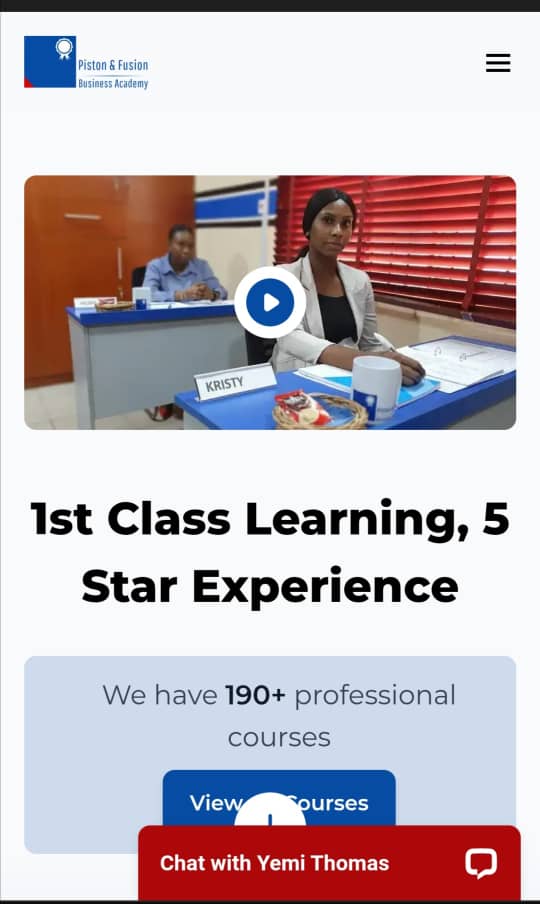 Piston & Fusion
Business Academy
KRISTY
1st Class Learning, 5
Star Experience
We have 190+ professional
courses
View Courses
Chat with Yemi Thomas